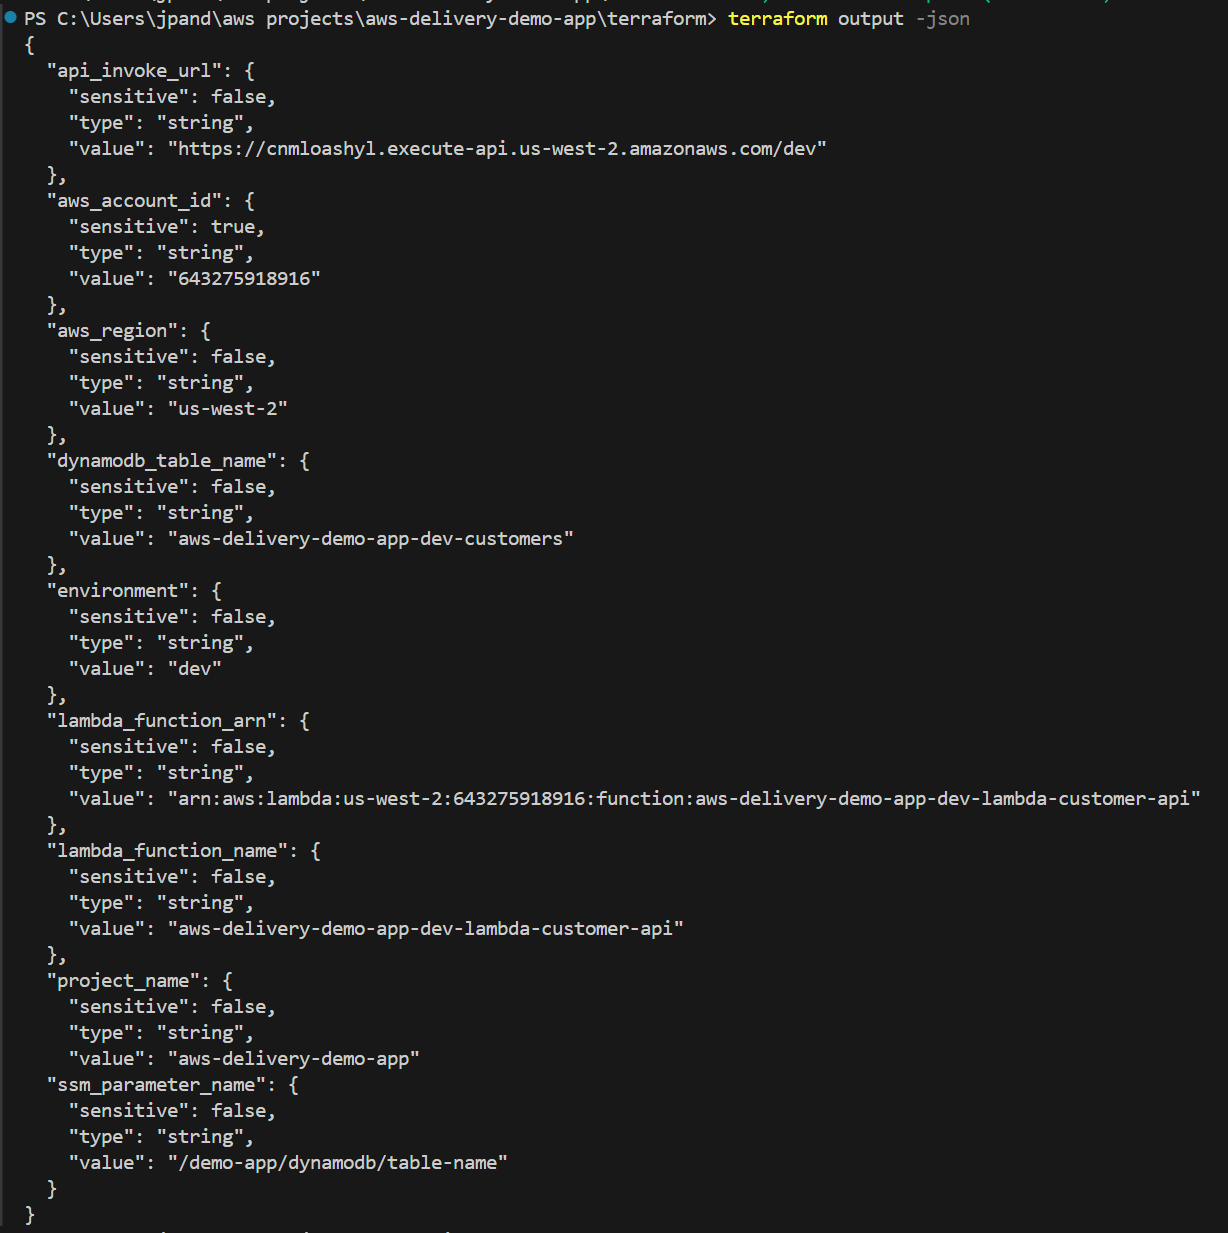 PS C:\Users\jpand\aws projects\aws-delivery-demo-app\terraform> terraform output -json
{
  "api_invoke_url": {
    "sensitive": false,
    "type": "string",
    "value": "https://cnmloashyl.execute-api.us-west-2.amazonaws.com/dev"
  },
  "aws_account_id": {
    "sensitive": true,
    "type": "string",
    "value": "643275918916"
  },
  "aws_region": {
    "sensitive": false,
    "type": "string",
    "value": "us-west-2"
  },
  "dynamodb_table_name": {
    "sensitive": false,
    "type": "string",
    "value": "aws-delivery-demo-app-dev-customers"
  },
  "environment": {
    "sensitive": false,
    "type": "string",
    "value": "dev"
  },
  "lambda_function_arn": {
    "sensitive": false,
    "type": "string",
    "value": "arn:aws:lambda:us-west-2:643275918916:function:aws-delivery-demo-app-dev-lambda-customer-api"
  },
  "lambda_function_name": {
    "sensitive": false,
    "type": "string",
    "value": "aws-delivery-demo-app-dev-lambda-customer-api"
  },
  "project_name": {
    "sensitive": false,
    "type": "string",
    "value": "aws-delivery-demo-app"
  "ssm_parameter_name": {
    "sensitive": false,
    "type": "string",
    "value": "/demo-app/dynamodb/table-name"
  }
}